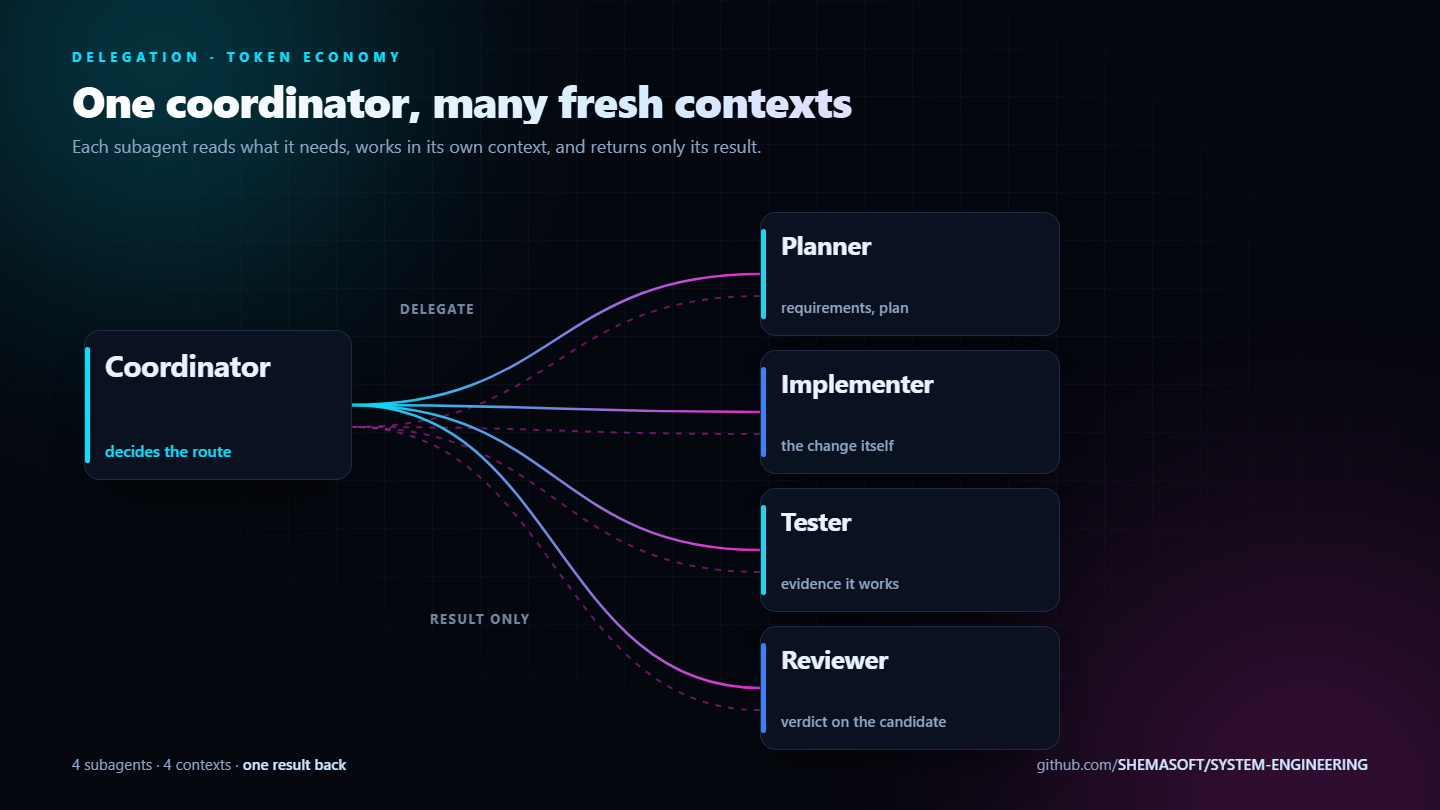 DELEGATION · TOKEN ECONOMY
One coordinator, many fresh contexts
Each subagent reads what it needs, works in its own context, and returns only its result.
Planner
requirements, plan
DELEGATE
Coordinator
decides the route
Implementer
the change itself
Tester
evidence it works
RESULT ONLY
Reviewer
verdict on the candidate
4 subagents · 4 contexts · one result back
github.com/SHEMASOFT/SYSTEM-ENGINEERING